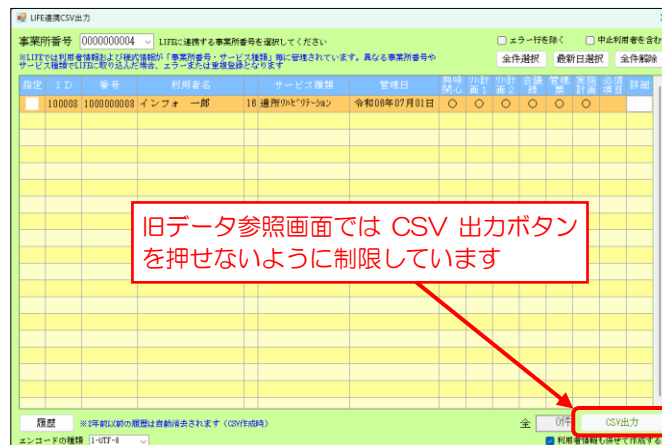 LIFE連携CSV出力
事業所番号 0000000004 LIFEに連携する事業所番号を選択してください エラー行を除く 中止利用者を含む
※LIFEでは利用者情報および様式情報が「事業所番号・サービス種類」毎に管理されています。異なる事業所番号や
サービス種類でLIFEに取り込んだ場合、エラーまたは重複登録となります
全件選択 最新日選択 全件解除
指定 ID 番号 利用者名 サービス種類 管理日 興味関心 リハ計画1 リハ計画2 会議録 管理票 実施計画 必須項目 詳細
100008 1000000008 インフォ 一郎 16 通所リハビリテーション 令和08年07月01日 ○ ○ ○ ○ ○ ○
旧データ参照画面では CSV 出力ボタン
を押せないように制限しています
履歴 ※2年前以前の履歴は自動消去されます（CSV作成時） 全 0件 CSV出力
エンコードの種類 1-UTF-8 利用者情報も併せて作成する